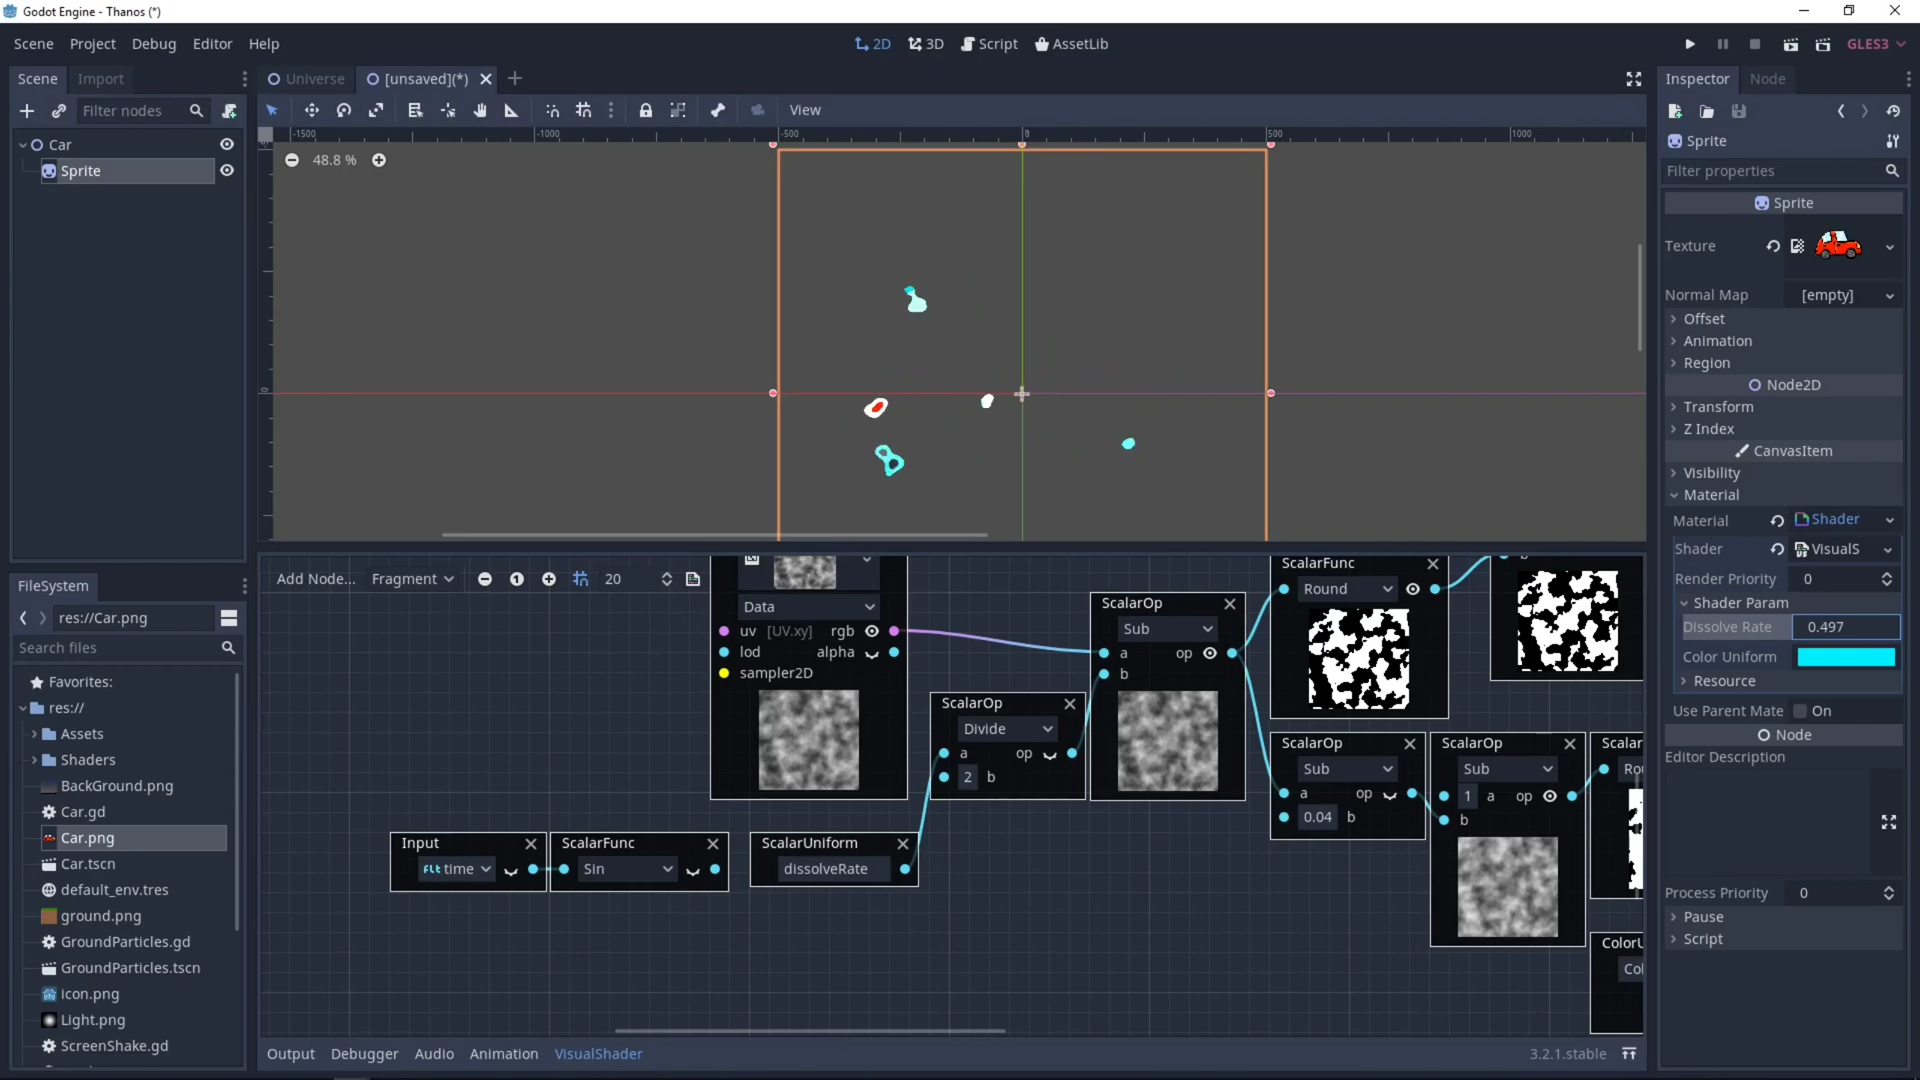 Godot Engine - Thanos (*)
Scene Project Debug Editor Help
2D 3D Script AssetLib
GLES3
Scene Import
Universe [unsaved](*)
Inspector Node
Filter nodes
View
-1500 -1000 -500 0 500 1000
Car
Sprite
48.8 %
Sprite
Filter properties
Sprite
Texture
Normal Map [empty]
Offset
Animation
Region
Node2D
Transform
Z Index
CanvasItem
Visibility
Material
Material Shader
Shader VisualS
Render Priority 0
Shader Param
Dissolve Rate 0.497
Color Uniform
Resource
Use Parent Mate On
Node
Editor Description
Process Priority 0
Pause
Script
FileSystem
res://Car.png
Search files
Favorites:
res://
Assets
Shaders
BackGround.png
Car.gd
Car.png
Car.tscn
default_env.tres
ground.png
GroundParticles.gd
GroundParticles.tscn
icon.png
Light.png
ScreenShake.gd
Add Node... Fragment 20
Data
uv [UV.xy] rgb
lod alpha
sampler2D
ScalarOp
Divide
a op
2 b
ScalarOp
Sub
a op
b
ScalarFunc
Round
ScalarOp
Sub
a op
0.04 b
ScalarOp
Sub
1 a op
b
Scalar
Input
Flt time
ScalarFunc
Sin
ScalarUniform
dissolveRate
Output Debugger Audio Animation VisualShader
3.2.1.stable